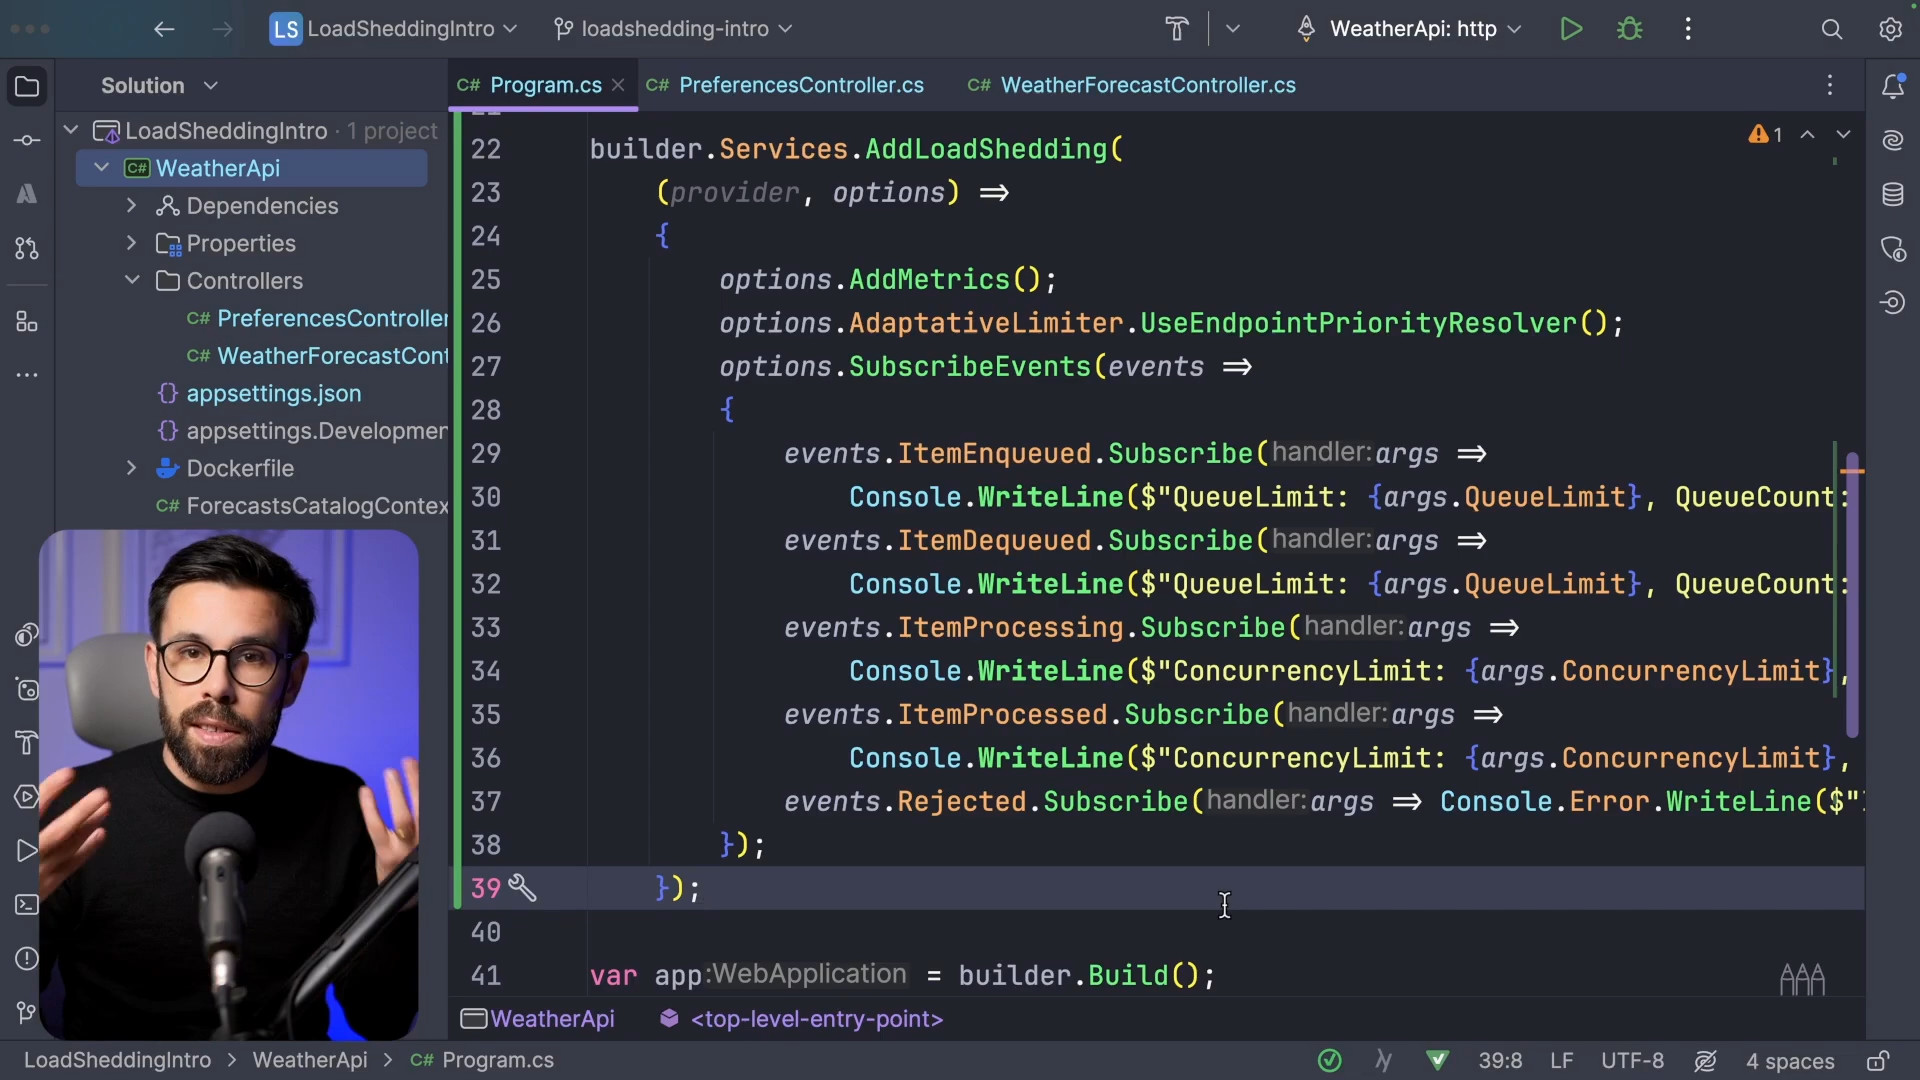 LS LoadSheddingIntro loadshedding-intro WeatherApi: http
Solution
C# Program.cs C# PreferencesController.cs C# WeatherForecastController.cs
LoadSheddingIntro · 1 project
C# WeatherApi
Dependencies
Properties
Controllers
C# PreferencesController
C# WeatherForecastCont
{} appsettings.json
{} appsettings.Developmen
Dockerfile
C# ForecastsCatalogContex
1
22 builder.Services.AddLoadShedding(
23 (provider, options) =>
24 {
25 options.AddMetrics();
26 options.AdaptativeLimiter.UseEndpointPriorityResolver();
27 options.SubscribeEvents(events =>
28 {
29 events.ItemEnqueued.Subscribe(handler:args =>
30 Console.WriteLine($"QueueLimit: {args.QueueLimit}, QueueCount:
31 events.ItemDequeued.Subscribe(handler:args =>
32 Console.WriteLine($"QueueLimit: {args.QueueLimit}, QueueCount:
33 events.ItemProcessing.Subscribe(handler:args =>
34 Console.WriteLine($"ConcurrencyLimit: {args.ConcurrencyLimit},
35 events.ItemProcessed.Subscribe(handler:args =>
36 Console.WriteLine($"ConcurrencyLimit: {args.ConcurrencyLimit},
37 events.Rejected.Subscribe(handler:args => Console.Error.WriteLine($"
38 });
39 });
40
41 var app:WebApplication = builder.Build();
WeatherApi <top-level-entry-point>
LoadSheddingIntro > WeatherApi > C# Program.cs 39:8 LF UTF-8 4 spaces